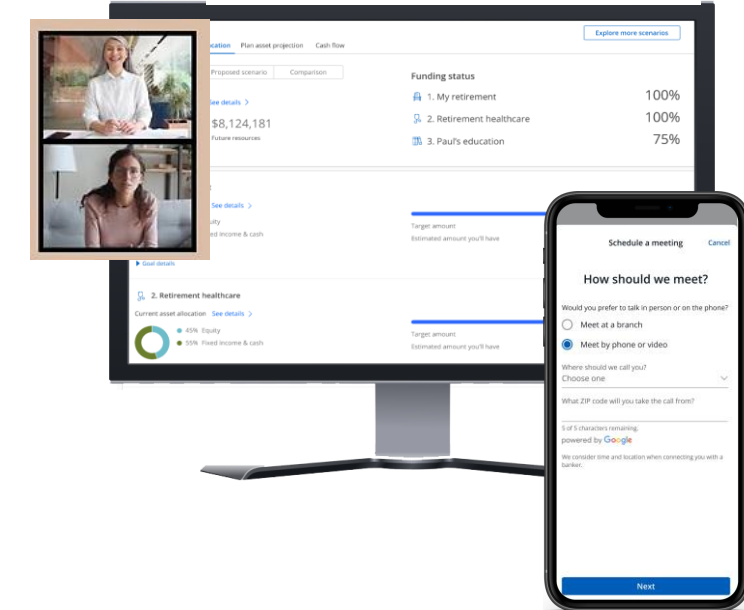 Explore more scenarios
Plan asset projection Cash flow
Proposed scenario Comparison
See details >
$8,124,181
Future resources
Funding status
1. My retirement 100%
2. Retirement healthcare 100%
3. Paul's education 75%
See details >
Target amount
Estimated amount you'll have
Goal details
2. Retirement healthcare
Current asset allocation See details >
45% Equity
55% Fixed income & cash
Target amount
Estimated amount you'll have
Schedule a meeting Cancel
How should we meet?
Would you prefer to talk in person or on the phone?
Meet at a branch
Meet by phone or video
Where should we call you?
Choose one
What ZIP code will you take the call from?
5 of 5 characters remaining.
powered by Google
We consider time and location when connecting you with a
banker.
Next